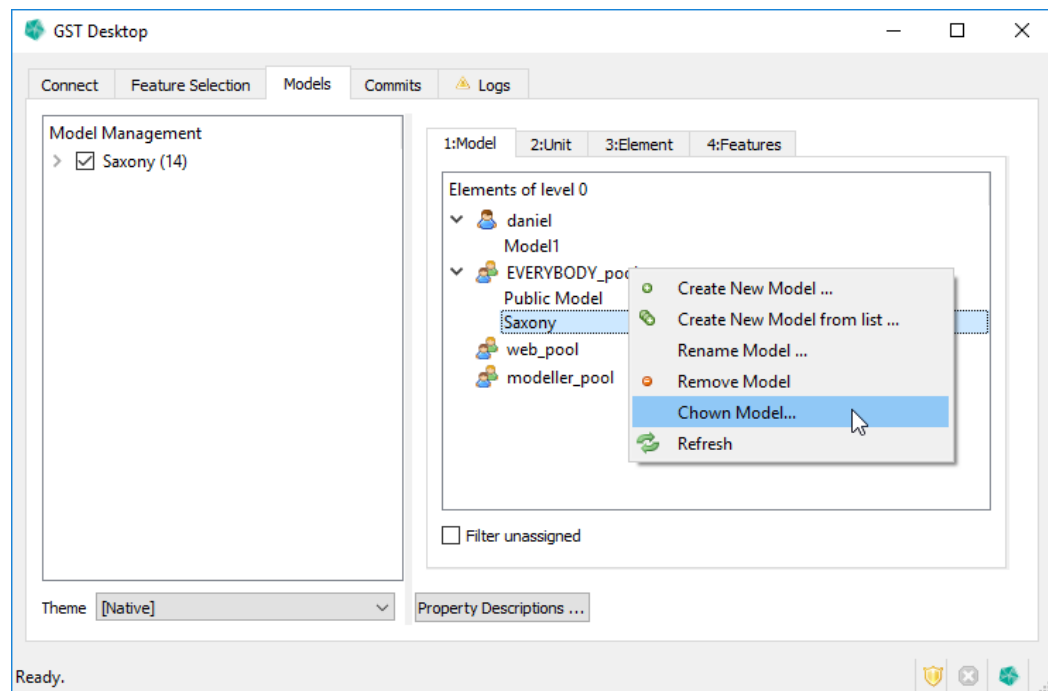 GST Desktop
Connect Feature Selection Models Commits Logs
Model Management
Saxony (14)
1:Model 2:Unit 3:Element 4:Features
Elements of level 0
daniel
Model1
EVERYBODY_poo
Public Model
Saxony
web_pool
modeller_pool
Create New Model ...
Create New Model from list ...
Rename Model ...
Remove Model
Chown Model...
Refresh
Filter unassigned
Theme [Native]
Property Descriptions ...
Ready.